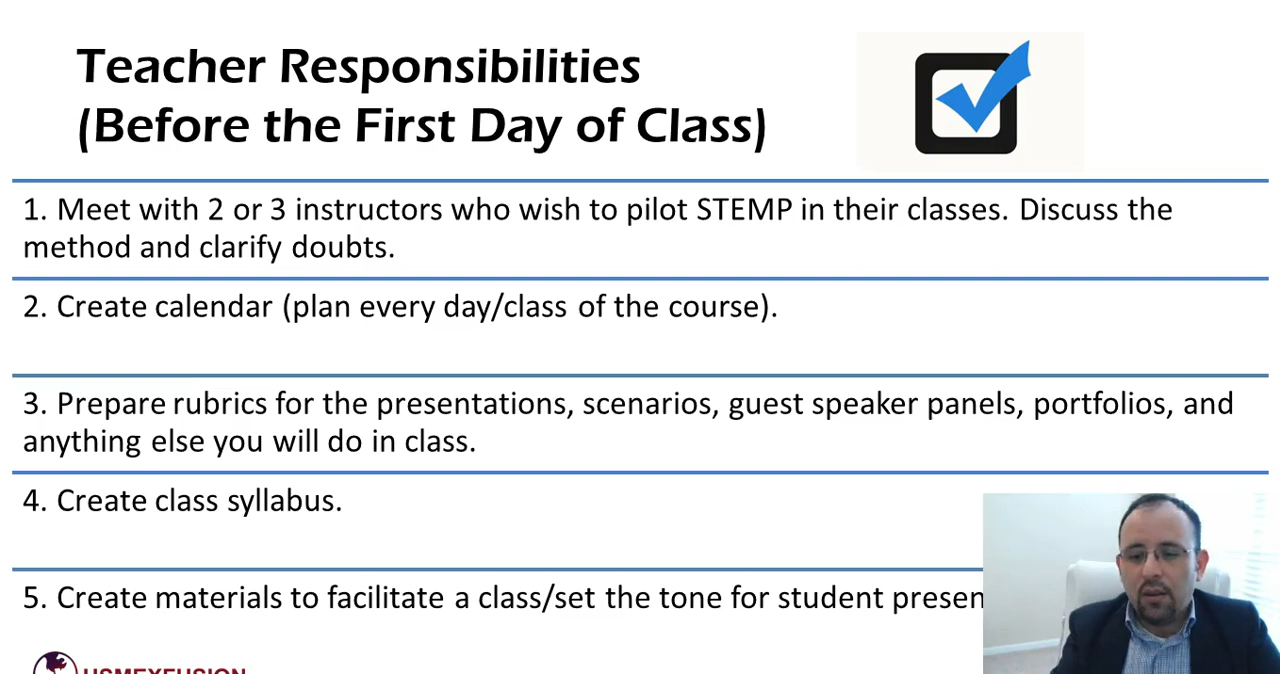 Teacher Responsibilities
(Before the First Day of Class)
1. Meet with 2 or 3 instructors who wish to pilot STEMP in their classes. Discuss the
method and clarify doubts.
2. Create calendar (plan every day/class of the course).
3. Prepare rubrics for the presentations, scenarios, guest speaker panels, portfolios, and
anything else you will do in class.
4. Create class syllabus.
5. Create materials to facilitate a class/set the tone for student presen
USMEXFUSION